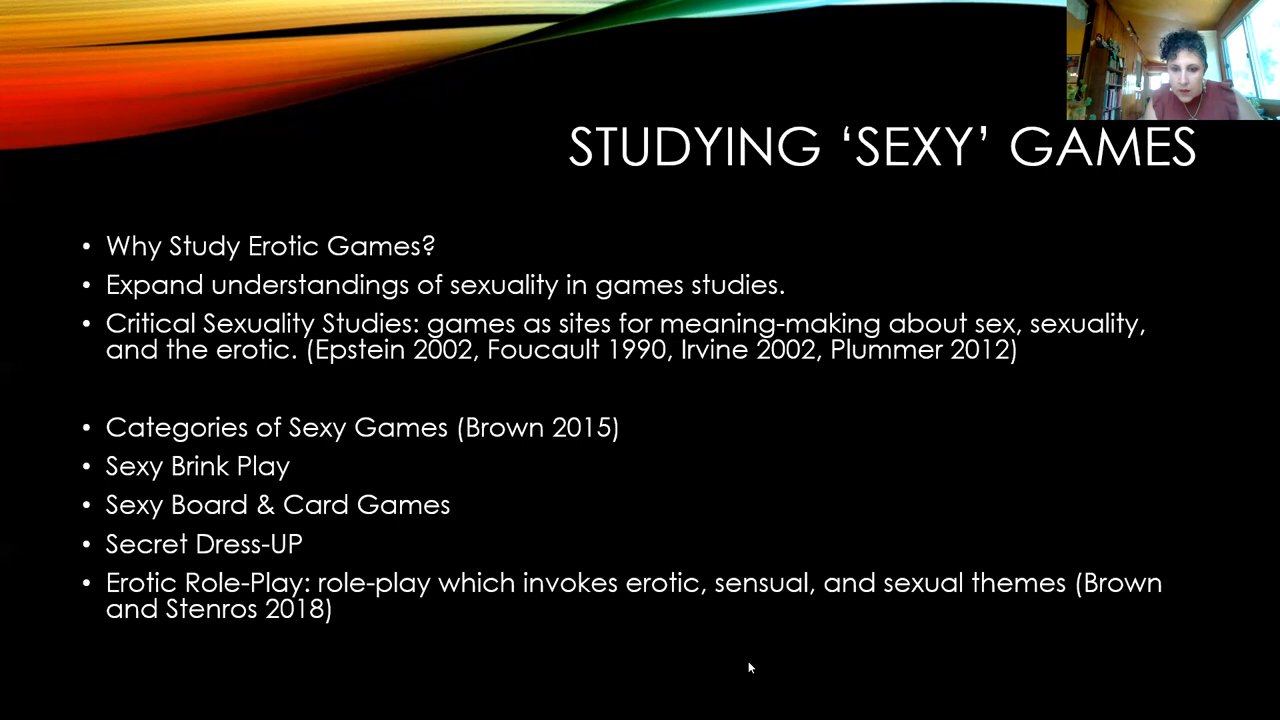 STUDYING ‘SEXY’ GAMES
• Why Study Erotic Games?
• Expand understandings of sexuality in games studies.
• Critical Sexuality Studies: games as sites for meaning-making about sex, sexuality,
and the erotic. (Epstein 2002, Foucault 1990, Irvine 2002, Plummer 2012)
• Categories of Sexy Games (Brown 2015)
• Sexy Brink Play
• Sexy Board & Card Games
• Secret Dress-UP
• Erotic Role-Play: role-play which invokes erotic, sensual, and sexual themes (Brown
and Stenros 2018)